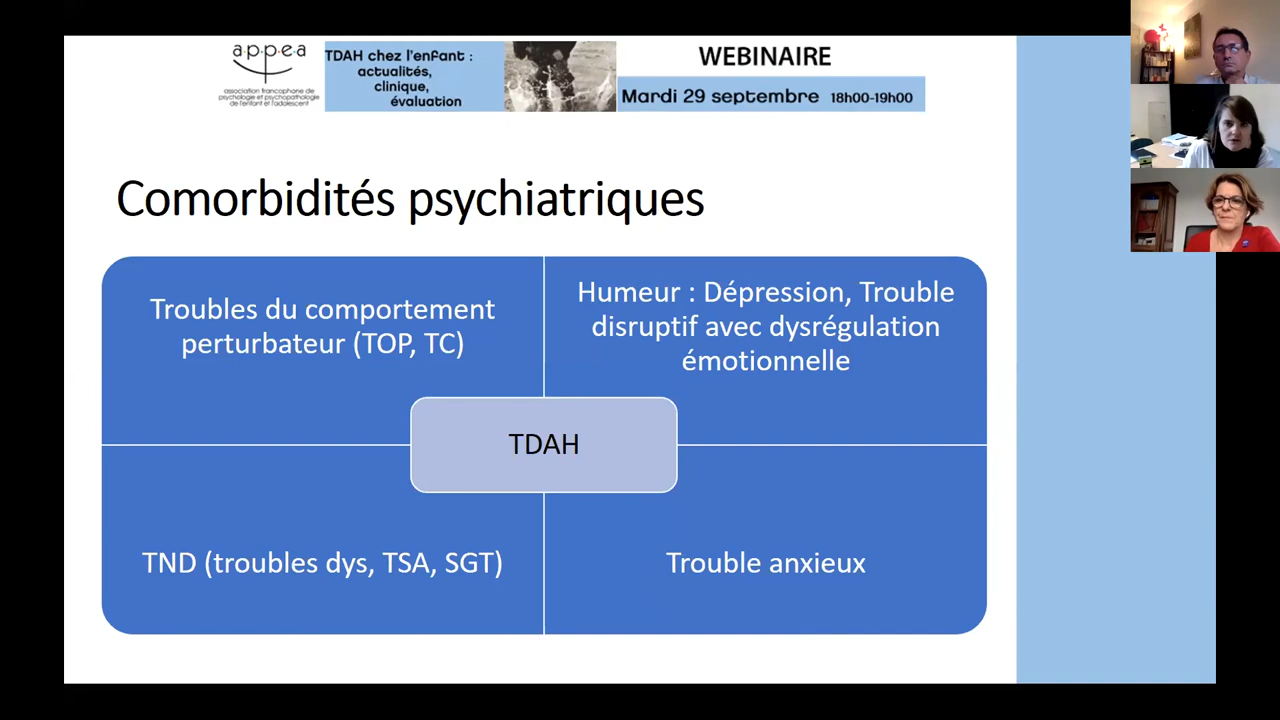 a·p·p·e·a
association francophone de
psychologie et psychopathologie
de l'enfant et l'adolescent
TDAH chez l'enfant :
actualités,
clinique,
évaluation
WEBINAIRE
Mardi 29 septembre 18h00-19h00
Comorbidités psychiatriques
Troubles du comportement
perturbateur (TOP, TC)
Humeur : Dépression, Trouble
disruptif avec dysrégulation
émotionnelle
TDAH
TND (troubles dys, TSA, SGT)
Trouble anxieux